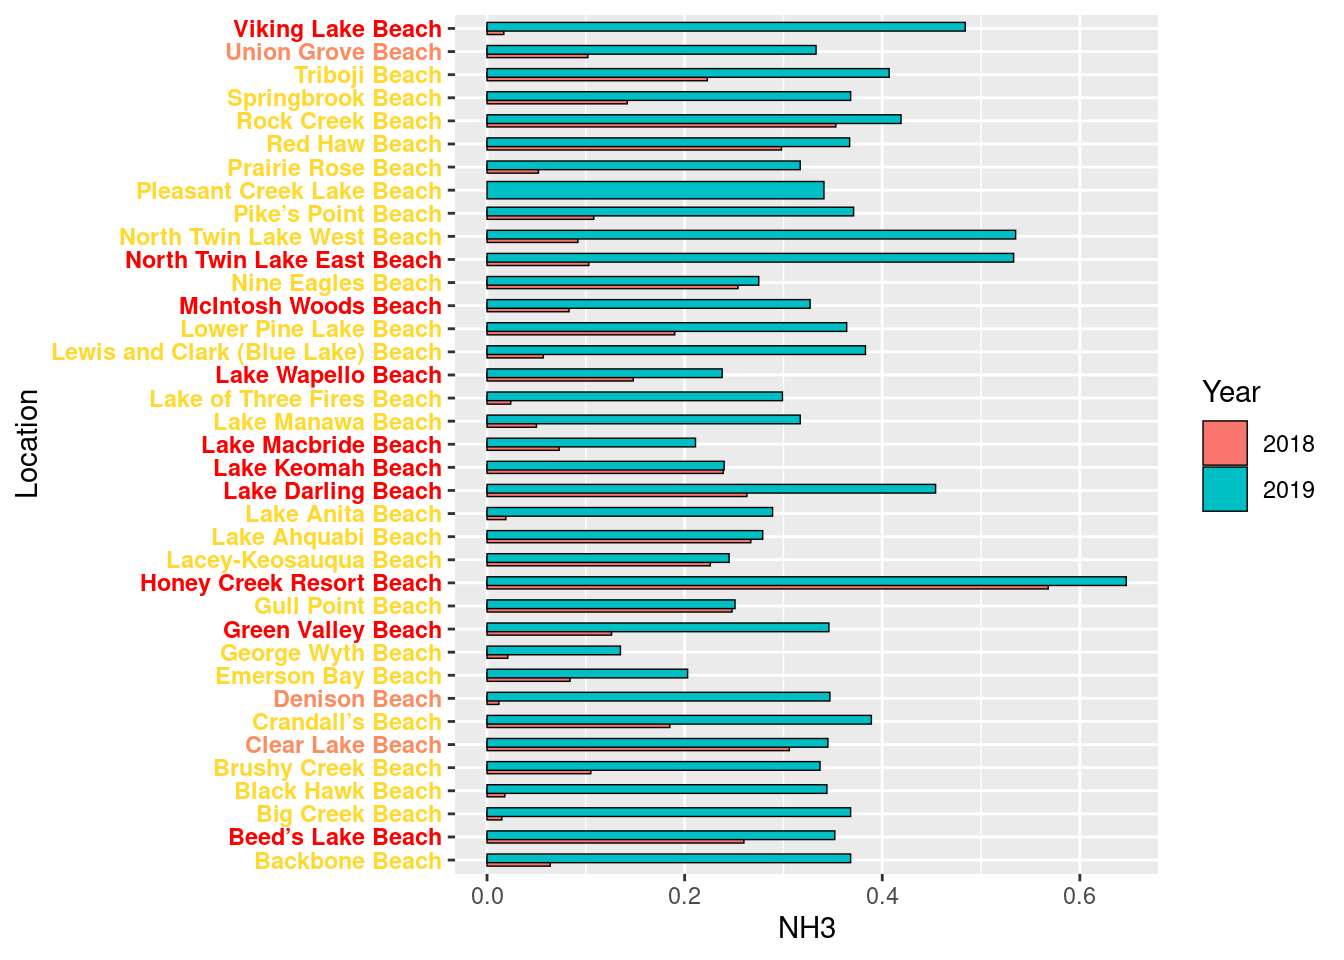 Viking Lake Beach
Union Grove Beach
Triboji Beach
Springbrook Beach
Rock Creek Beach
Red Haw Beach
Prairie Rose Beach
Pleasant Creek Lake Beach
Pike’s Point Beach
North Twin Lake West Beach
North Twin Lake East Beach
Nine Eagles Beach
McIntosh Woods Beach
Lower Pine Lake Beach
Lewis and Clark (Blue Lake) Beach
Lake Wapello Beach
Lake of Three Fires Beach
Lake Manawa Beach
Lake Macbride Beach
Lake Keomah Beach
Lake Darling Beach
Lake Anita Beach
Lake Ahquabi Beach
Lacey-Keosauqua Beach
Honey Creek Resort Beach
Gull Point Beach
Green Valley Beach
George Wyth Beach
Emerson Bay Beach
Denison Beach
Crandall’s Beach
Clear Lake Beach
Brushy Creek Beach
Black Hawk Beach
Big Creek Beach
Beed’s Lake Beach
Backbone Beach
Location
0.0 0.2 0.4 0.6
NH3
Year
2018
2019